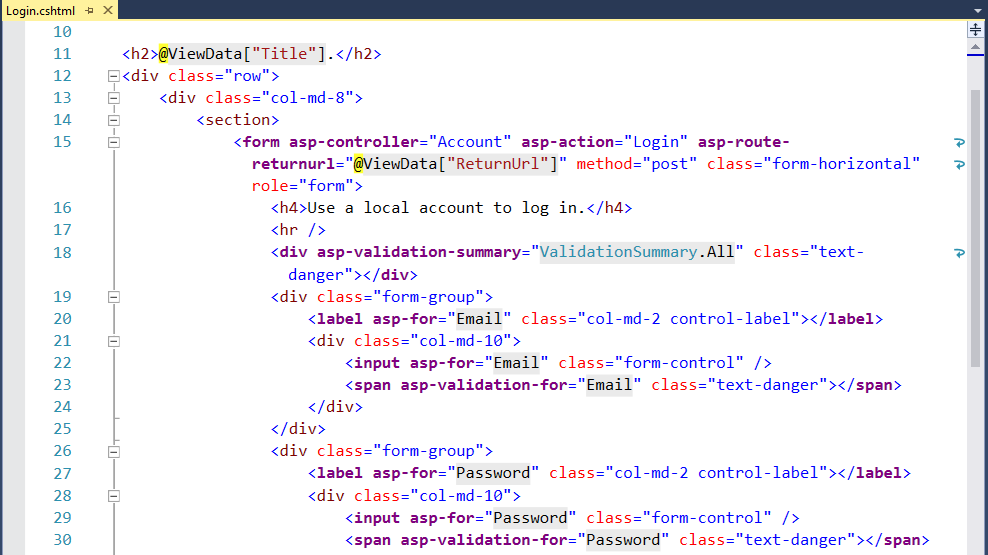 Login.cshtml
10
11 <h2>@ViewData["Title"].</h2>
12 <div class="row">
13 <div class="col-md-8">
14 <section>
15 <form asp-controller="Account" asp-action="Login" asp-route-
returnurl="@ViewData["ReturnUrl"]" method="post" class="form-horizontal"
role="form">
16 <h4>Use a local account to log in.</h4>
17 <hr />
18 <div asp-validation-summary="ValidationSummary.All" class="text-
danger"></div>
19 <div class="form-group">
20 <label asp-for="Email" class="col-md-2 control-label"></label>
21 <div class="col-md-10">
22 <input asp-for="Email" class="form-control" />
23 <span asp-validation-for="Email" class="text-danger"></span>
24 </div>
25 </div>
26 <div class="form-group">
27 <label asp-for="Password" class="col-md-2 control-label"></label>
28 <div class="col-md-10">
29 <input asp-for="Password" class="form-control" />
30 <span asp-validation-for="Password" class="text-danger"></span>